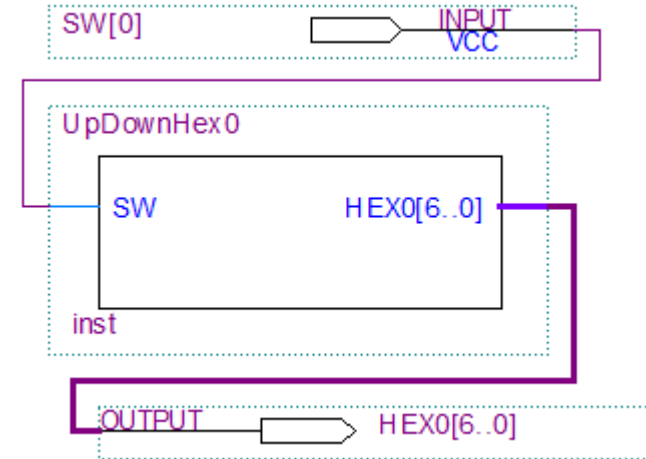 SW[0] INPUT
VCC
UpDownHex0
SW HEX0[6..0]
inst
OUTPUT HEX0[6..0]